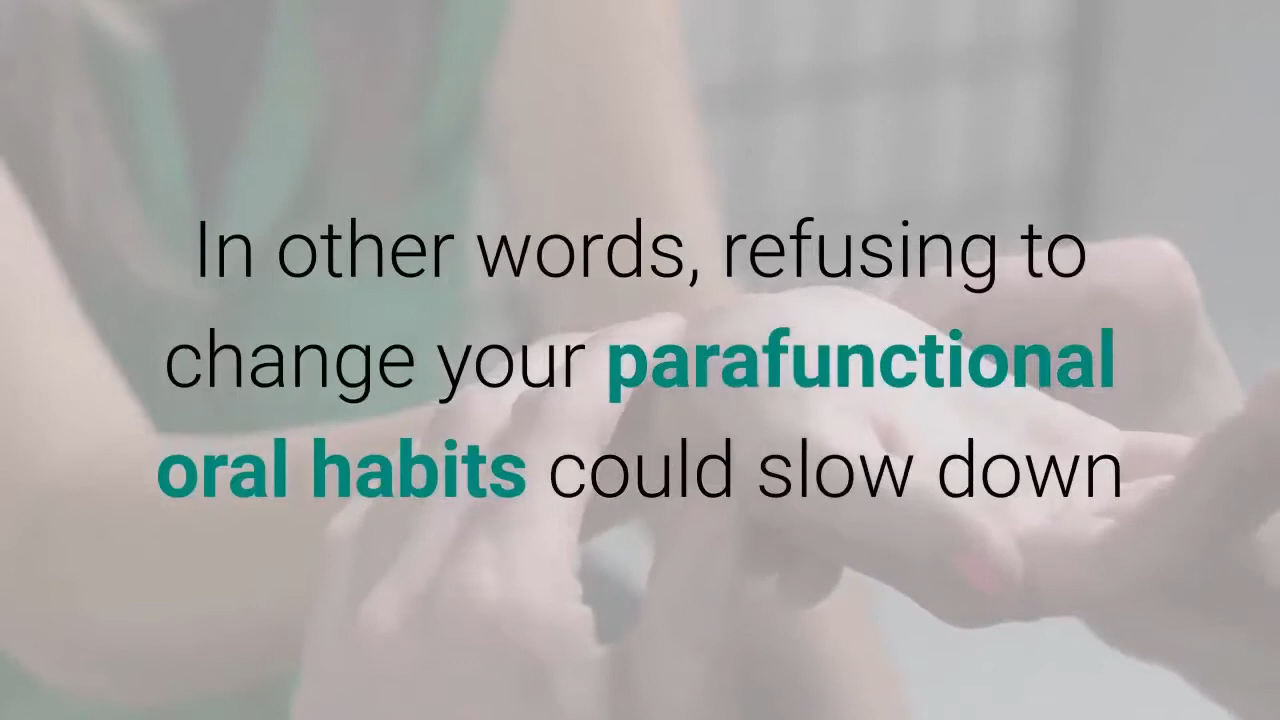 In other words, refusing to
change your parafunctional
oral habits could slow down